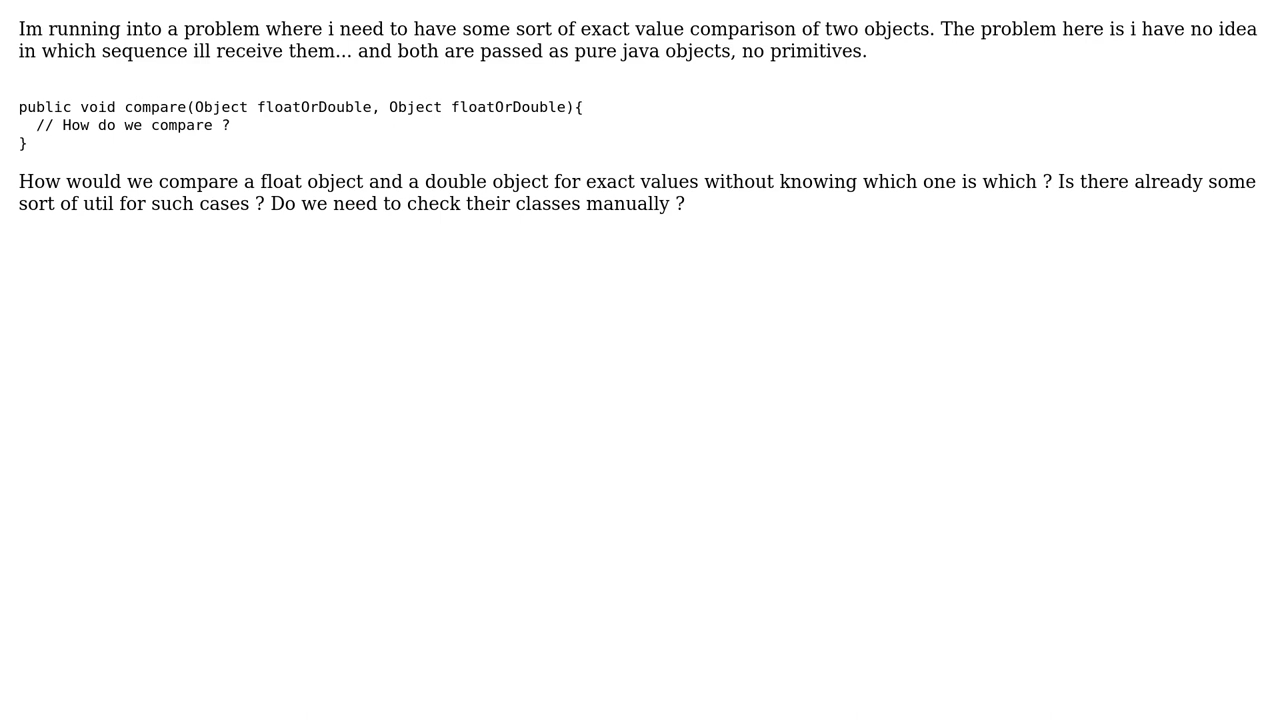 Im running into a problem where i need to have some sort of exact value comparison of two objects. The problem here is i have no idea
in which sequence ill receive them... and both are passed as pure java objects, no primitives.
public void compare(Object floatOrDouble, Object floatOrDouble){
  // How do we compare ?
}
How would we compare a float object and a double object for exact values without knowing which one is which ? Is there already some
sort of util for such cases ? Do we need to check their classes manually ?